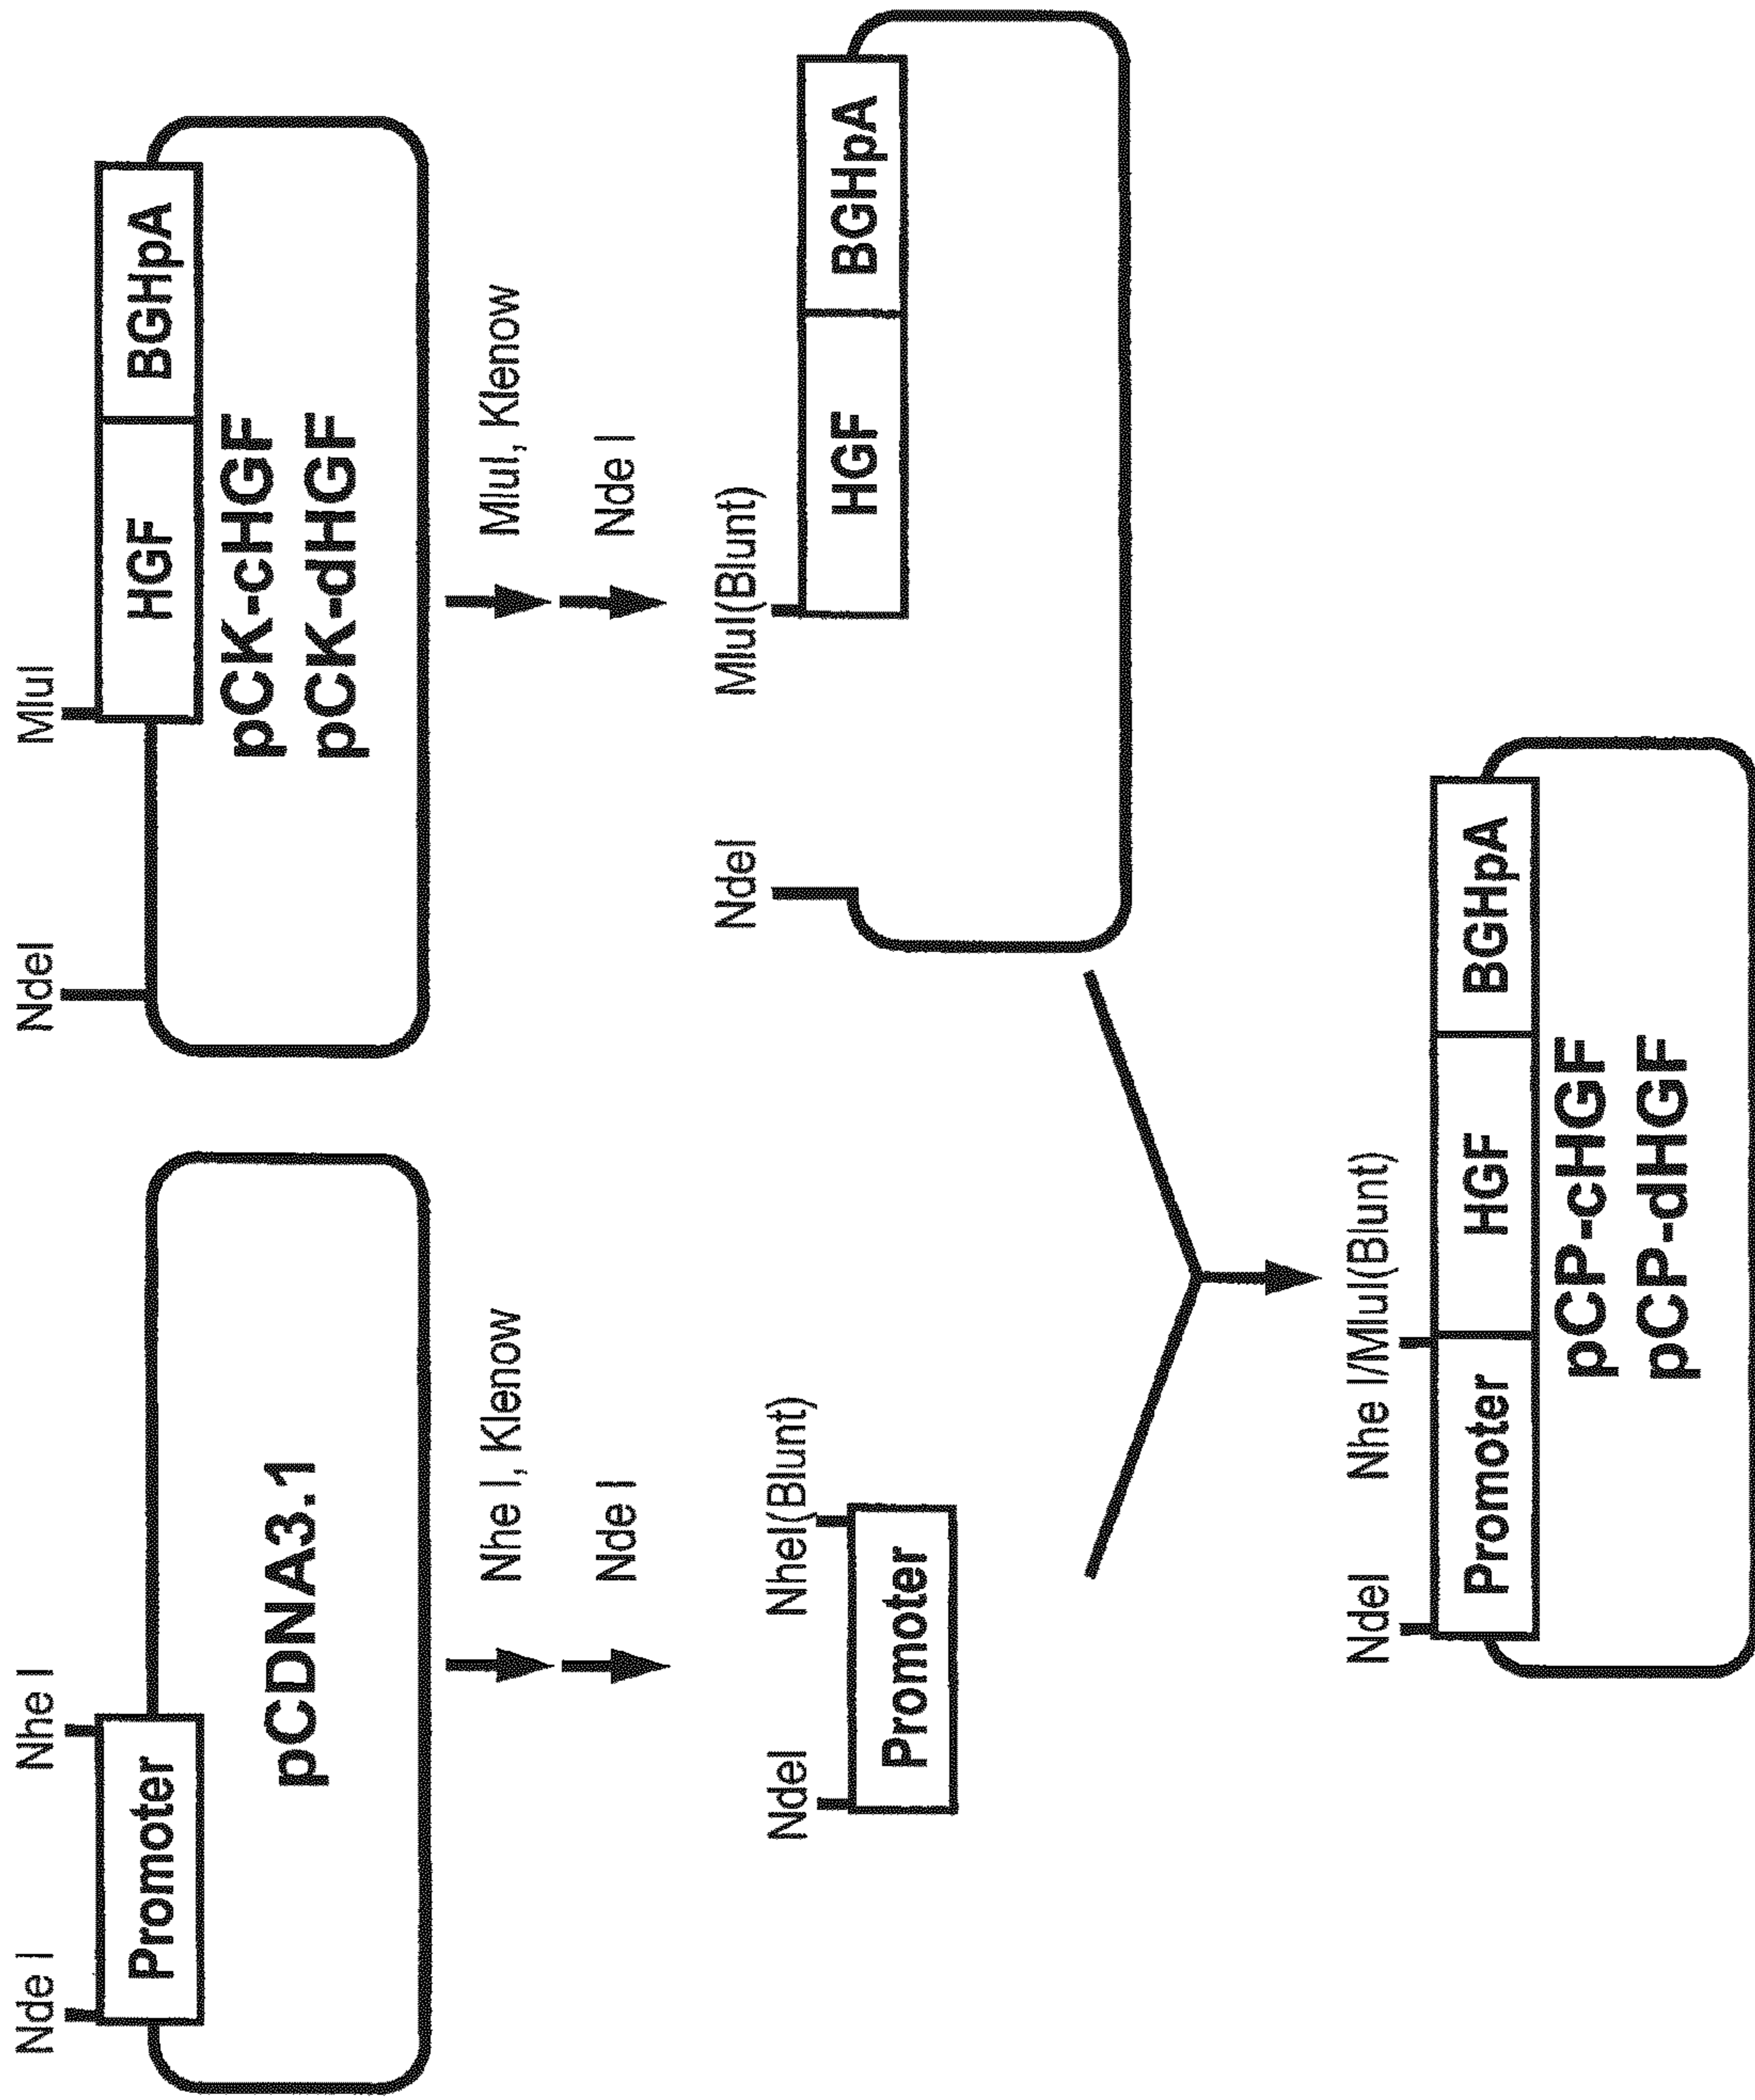 Nde I
Nhe I
Promoter
pCDNA3.1
Nhe I, Klenow
Nde I
NdeI
NheI(Blunt)
Promoter
NdeI
MluI
HGF
BGHpA
pCK-cHGF
pCK-dHGF
MluI, Klenow
Nde I
NdeI
MluI(Blunt)
HGF
BGHpA
NdeI
Nhe I/MluI(Blunt)
Promoter
HGF
BGHpA
pCP-cHGF
pCP-dHGF